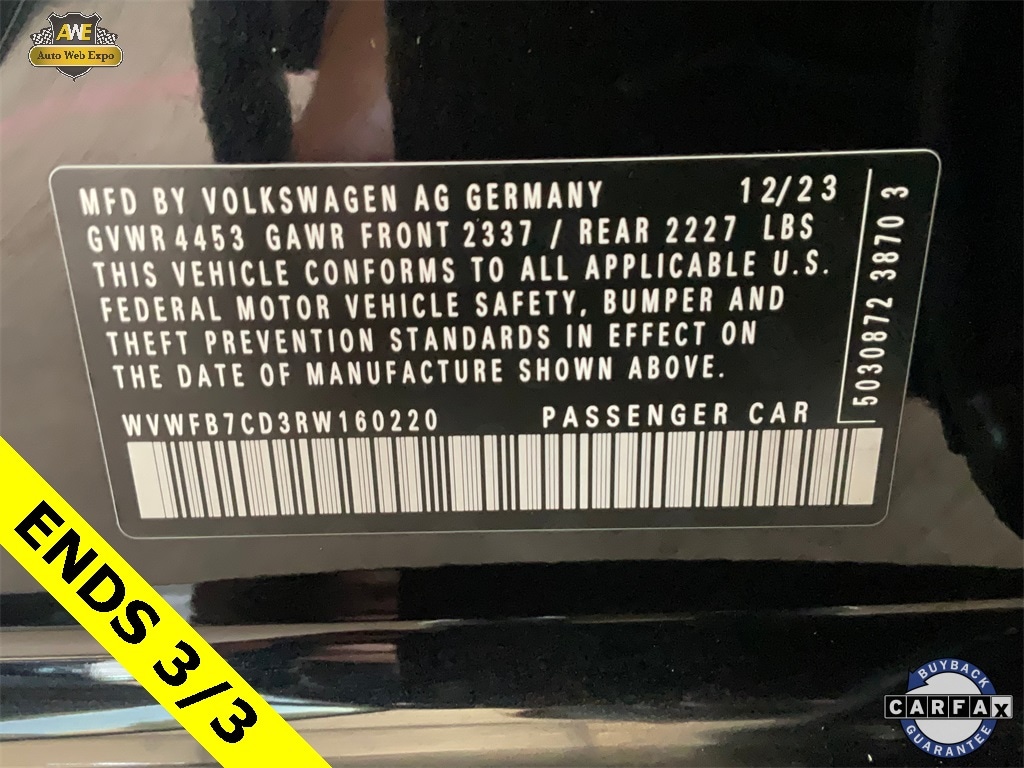 AWE
Auto Web Expo
MFD BY VOLKSWAGEN AG GERMANY 12/23
GVWR 4453 GAWR FRONT 2337 / REAR 2227 LBS
THIS VEHICLE CONFORMS TO ALL APPLICABLE U.S.
FEDERAL MOTOR VEHICLE SAFETY, BUMPER AND
THEFT PREVENTION STANDARDS IN EFFECT ON
THE DATE OF MANUFACTURE SHOWN ABOVE.
WVWFB7CD3RW160220 PASSENGER CAR
5030872 3870 3
ENDS 3/3
BUYBACK
CARFAX
GUARANTEE